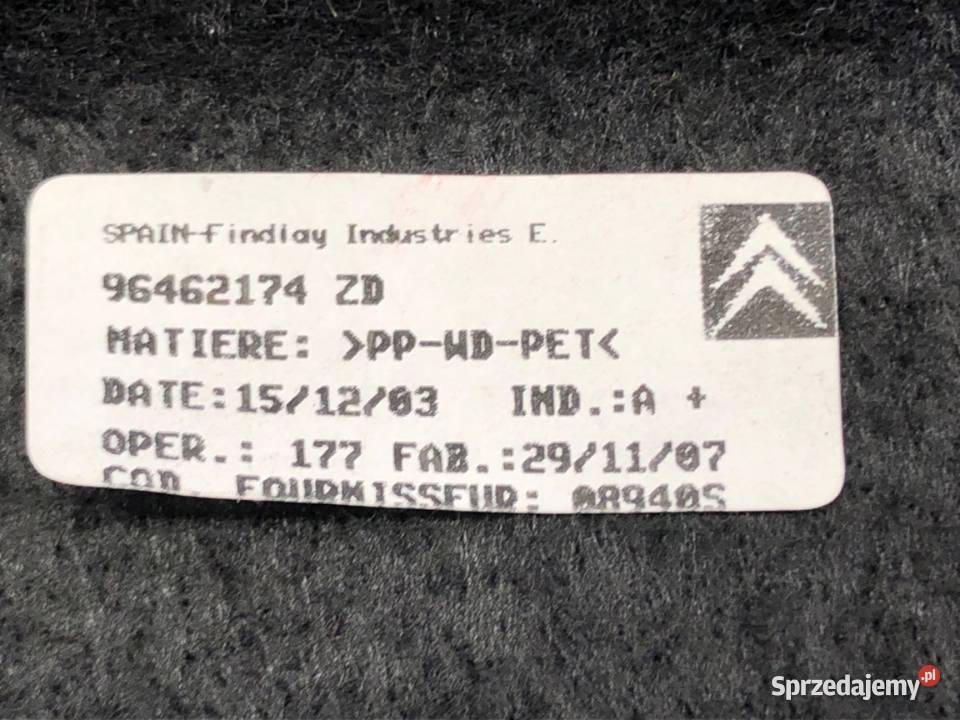 SPAIN-Findlay Industries E.
96462174 ZD
MATIERE: >PP-WD-PET<
DATE:15/12/03 IND.:A +
OPER.: 177 FAB.:29/11/07
COD. FOURNISSEUR: 08940S
Sprzedajemy.pl